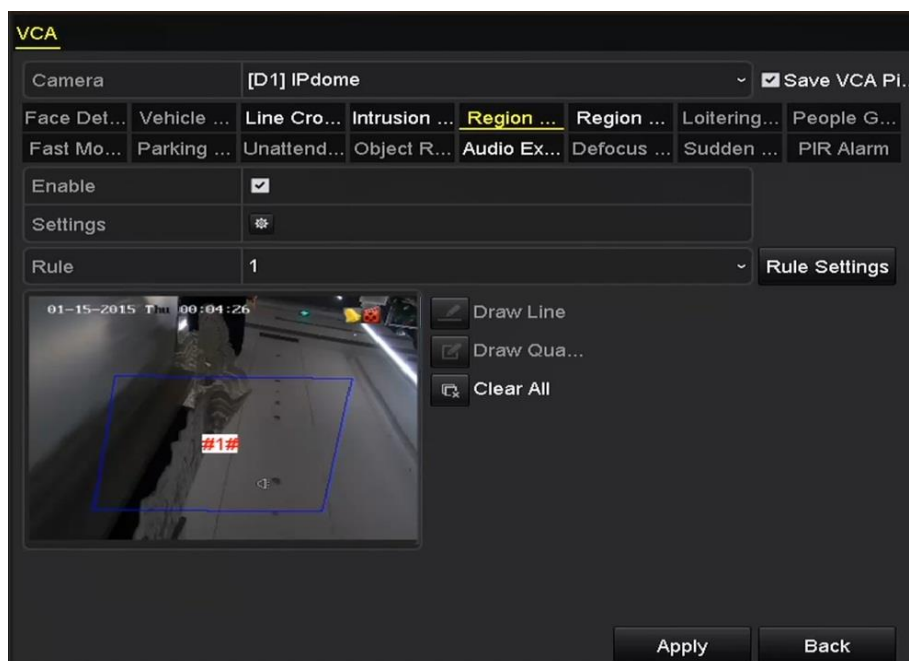 VCA
Camera [D1] IPdome Save VCA Pi.
Face Det... Vehicle ... Line Cro... Intrusion ... Region ... Region ... Loitering... People G...
Fast Mo... Parking ... Unattend... Object R... Audio Ex... Defocus ... Sudden ... PIR Alarm
Enable
Settings
Rule 1 Rule Settings
01-15-2015 Thu 00:04:26
Draw Line
Draw Qua...
Clear All
#1#
Apply Back